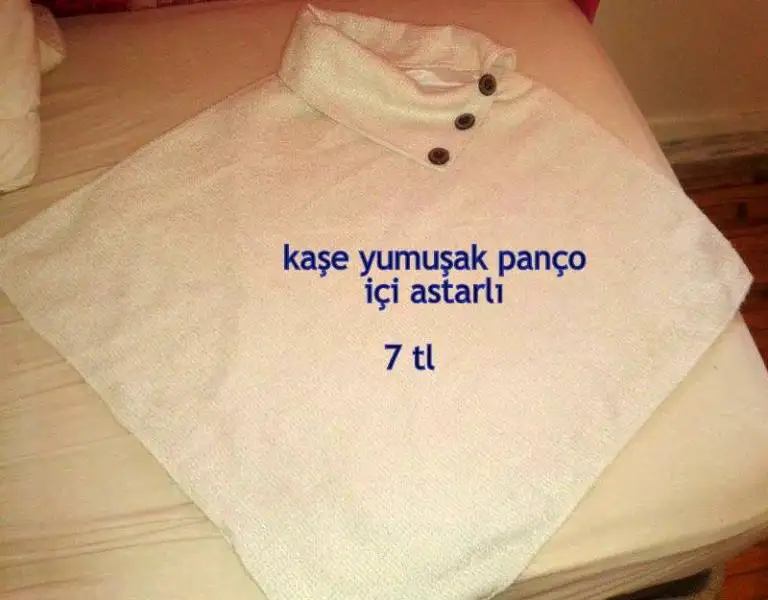 kaşe yumuşak panço
içi astarlı
7 tl